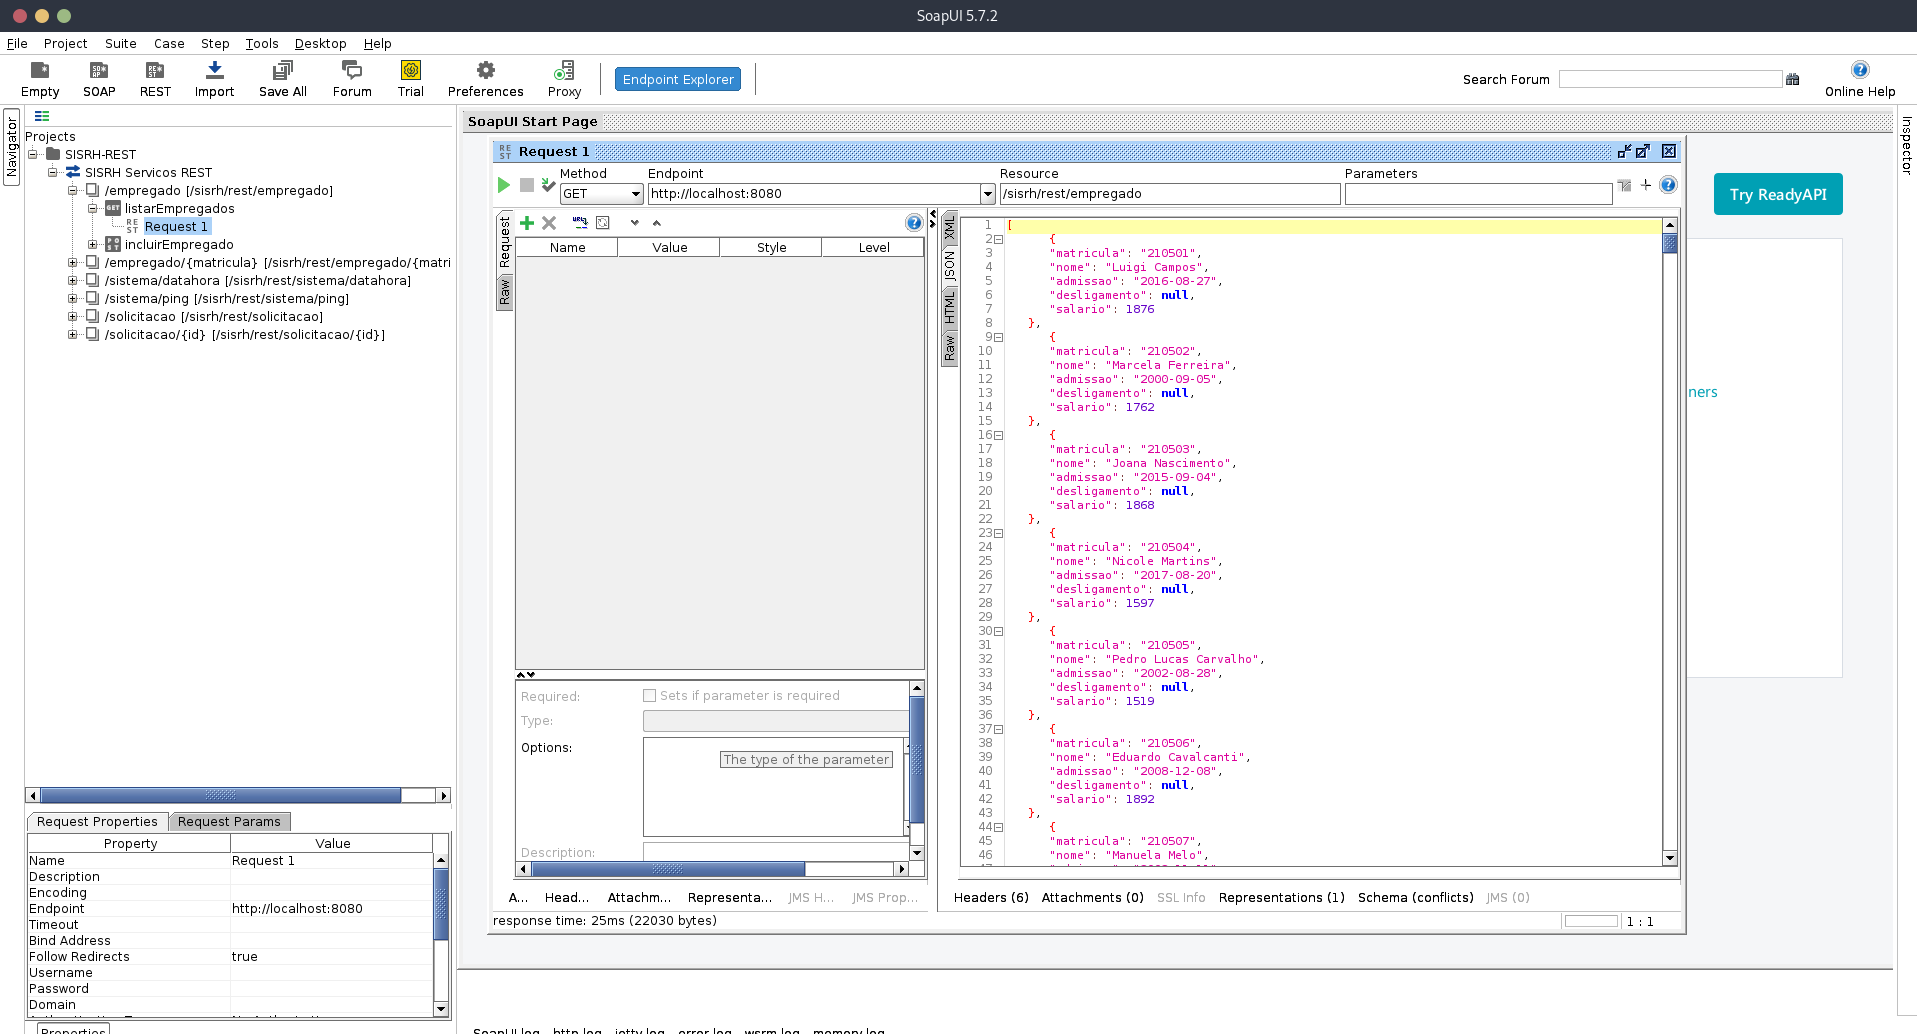 SoapUI 5.7.2
File Project Suite Case Step Tools Desktop Help
Empty SOAP REST Import Save All Forum Trial Preferences Proxy Endpoint Explorer Search Forum Online Help
Navigator
Projects
SISRH-REST
SISRH Servicos REST
/empregado [/sisrh/rest/empregado]
GET listarEmpregados
REST Request 1
POST incluirEmpregado
/empregado/{matricula} [/sisrh/rest/empregado/{matri
/sistema/datahora [/sisrh/rest/sistema/datahora]
/sistema/ping [/sisrh/rest/sistema/ping]
/solicitacao [/sisrh/rest/solicitacao]
/solicitacao/{id} [/sisrh/rest/solicitacao/{id}]
Request Properties Request Params
Property Value
Name Request 1
Description
Encoding
Endpoint http://localhost:8080
Timeout
Bind Address
Follow Redirects true
Username
Password
Domain
Properties
SoapUI Start Page
REST Request 1
Method Endpoint Resource Parameters
GET http://localhost:8080 /sisrh/rest/empregado
Request
Raw
Name Value Style Level
Required: Sets if parameter is required
Type:
Options:
The type of the parameter
Description:
A... Head... Attachm... Representa... JMS H... JMS Prop...
XML
JSON
HTML
Raw
1 [
2 {
3 "matricula": "210501",
4 "nome": "Luigi Campos",
5 "admissao": "2016-08-27",
6 "desligamento": null,
7 "salario": 1876
8 },
9 {
10 "matricula": "210502",
11 "nome": "Marcela Ferreira",
12 "admissao": "2000-09-05",
13 "desligamento": null,
14 "salario": 1762
15 },
16 {
17 "matricula": "210503",
18 "nome": "Joana Nascimento",
19 "admissao": "2015-09-04",
20 "desligamento": null,
21 "salario": 1868
22 },
23 {
24 "matricula": "210504",
25 "nome": "Nicole Martins",
26 "admissao": "2017-08-20",
27 "desligamento": null,
28 "salario": 1597
29 },
30 {
31 "matricula": "210505",
32 "nome": "Pedro Lucas Carvalho",
33 "admissao": "2002-08-28",
34 "desligamento": null,
35 "salario": 1519
36 },
37 {
38 "matricula": "210506",
39 "nome": "Eduardo Cavalcanti",
40 "admissao": "2008-12-08",
41 "desligamento": null,
42 "salario": 1892
43 },
44 {
45 "matricula": "210507",
46 "nome": "Manuela Melo",
Headers (6) Attachments (0) SSL Info Representations (1) Schema (conflicts) JMS (0)
response time: 25ms (22030 bytes) 1 : 1
Try ReadyAPI
ners
Inspector
SoapUI log http log jetty log error log wsrm log memory log